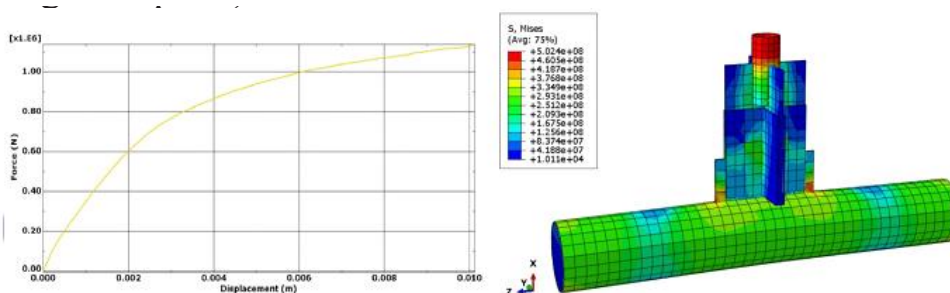 [x1.E6]
1.00
0.80
0.60
0.40
0.20
0.00
Force (N)
0.000
0.002
0.004
0.006
0.008
0.010
Displacement (m)
S, Mises
(Avg: 75%)
+5.024e+08
+4.605e+08
+4.187e+08
+3.768e+08
+3.349e+08
+2.931e+08
+2.512e+08
+2.093e+08
+1.675e+08
+1.256e+08
+8.374e+07
+4.188e+07
+1.011e+04
X
Y
Z